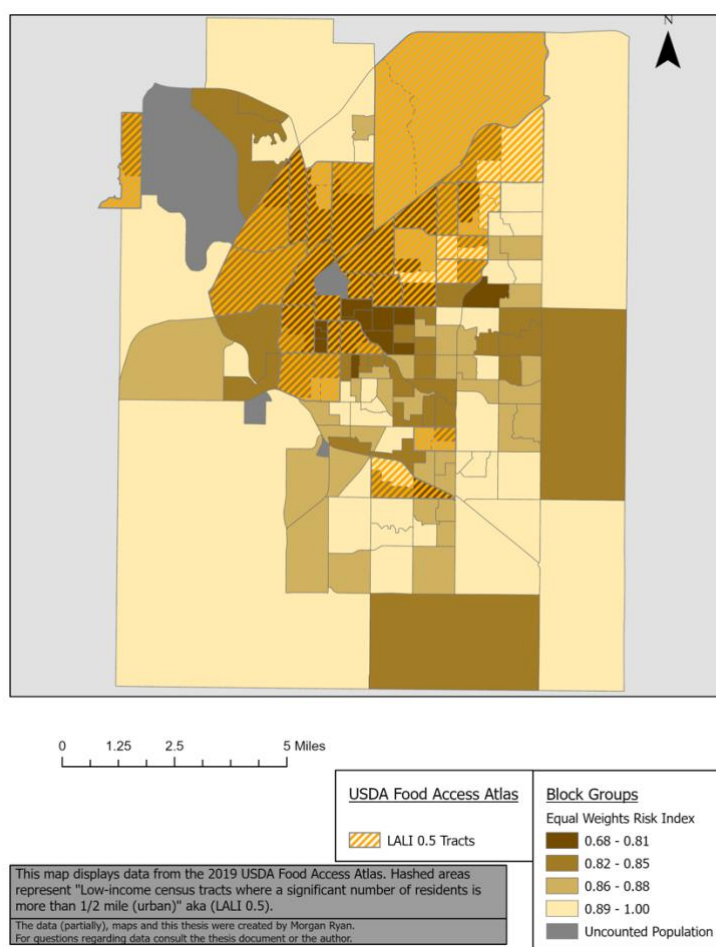 N
0 1.25 2.5 5 Miles
USDA Food Access Atlas
LALI 0.5 Tracts
Block Groups
Equal Weights Risk Index
0.68 - 0.81
0.82 - 0.85
0.86 - 0.88
0.89 - 1.00
Uncounted Population
This map displays data from the 2019 USDA Food Access Atlas. Hashed areas
represent "Low-income census tracts where a significant number of residents is
more than 1/2 mile (urban)" aka (LALI 0.5).
The data (partially), maps and this thesis were created by Morgan Ryan.
For questions regarding data consult the thesis document or the author.